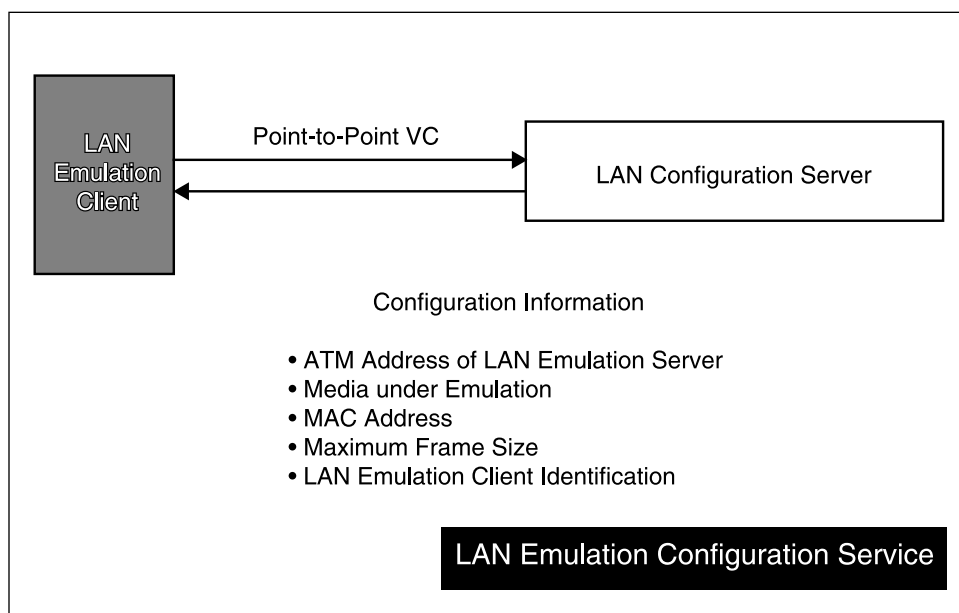 LAN
Emulation
Client
Point-to-Point VC
LAN Configuration Server
Configuration Information
• ATM Address of LAN Emulation Server
• Media under Emulation
• MAC Address
• Maximum Frame Size
• LAN Emulation Client Identification
LAN Emulation Configuration Service